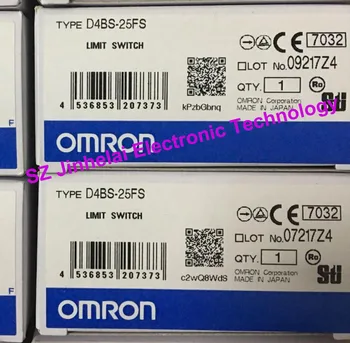 TYPE D4BS-25FS
LIMIT SWITCH
7032
LOT No.09217Z4
QTY. 1
4 536853 207373
kPzbGbnq
OMRON Corporation
MADE IN JAPAN
Sti
OMRON
SZ Jinhelai Electronic Technology
F
TYPE D4BS-25FS
LIMIT SWITCH
7032
LOT No.07217Z4
QTY. 1
4 536853 207373
c2wQ8WdS
OMRON Corporation
MADE IN JAPAN
Sti
OMRON
F